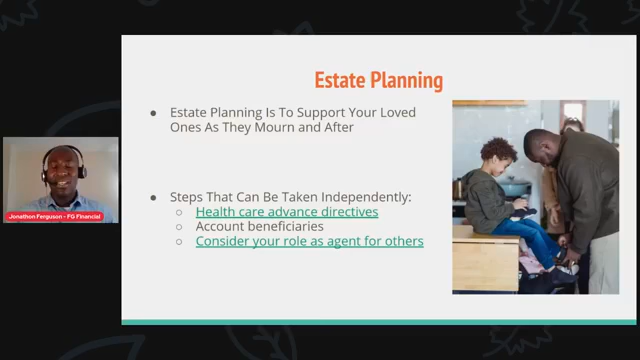 Estate Planning
● Estate Planning Is To Support Your Loved
Ones As They Mourn and After
● Steps That Can Be Taken Independently:
○ Health care advance directives
○ Account beneficiaries
○ Consider your role as agent for others
Jonathon Ferguson - FG Financial